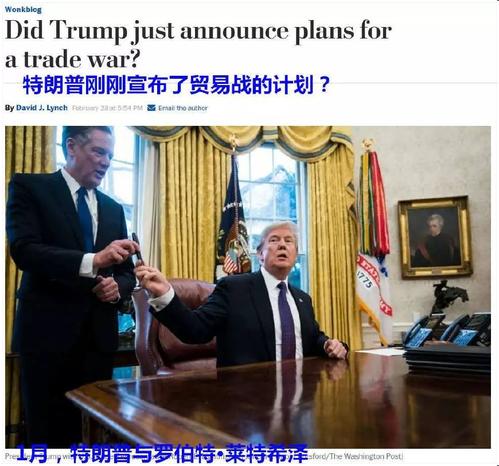 Wonkblog
Did Trump just announce plans for
a trade war?
特朗普刚刚宣布了贸易战的计划？
By David J. Lynch February 28 at 5:54 PM Email the author
1775
1月，特朗普与罗伯特·莱特希泽
/The Washington Post)